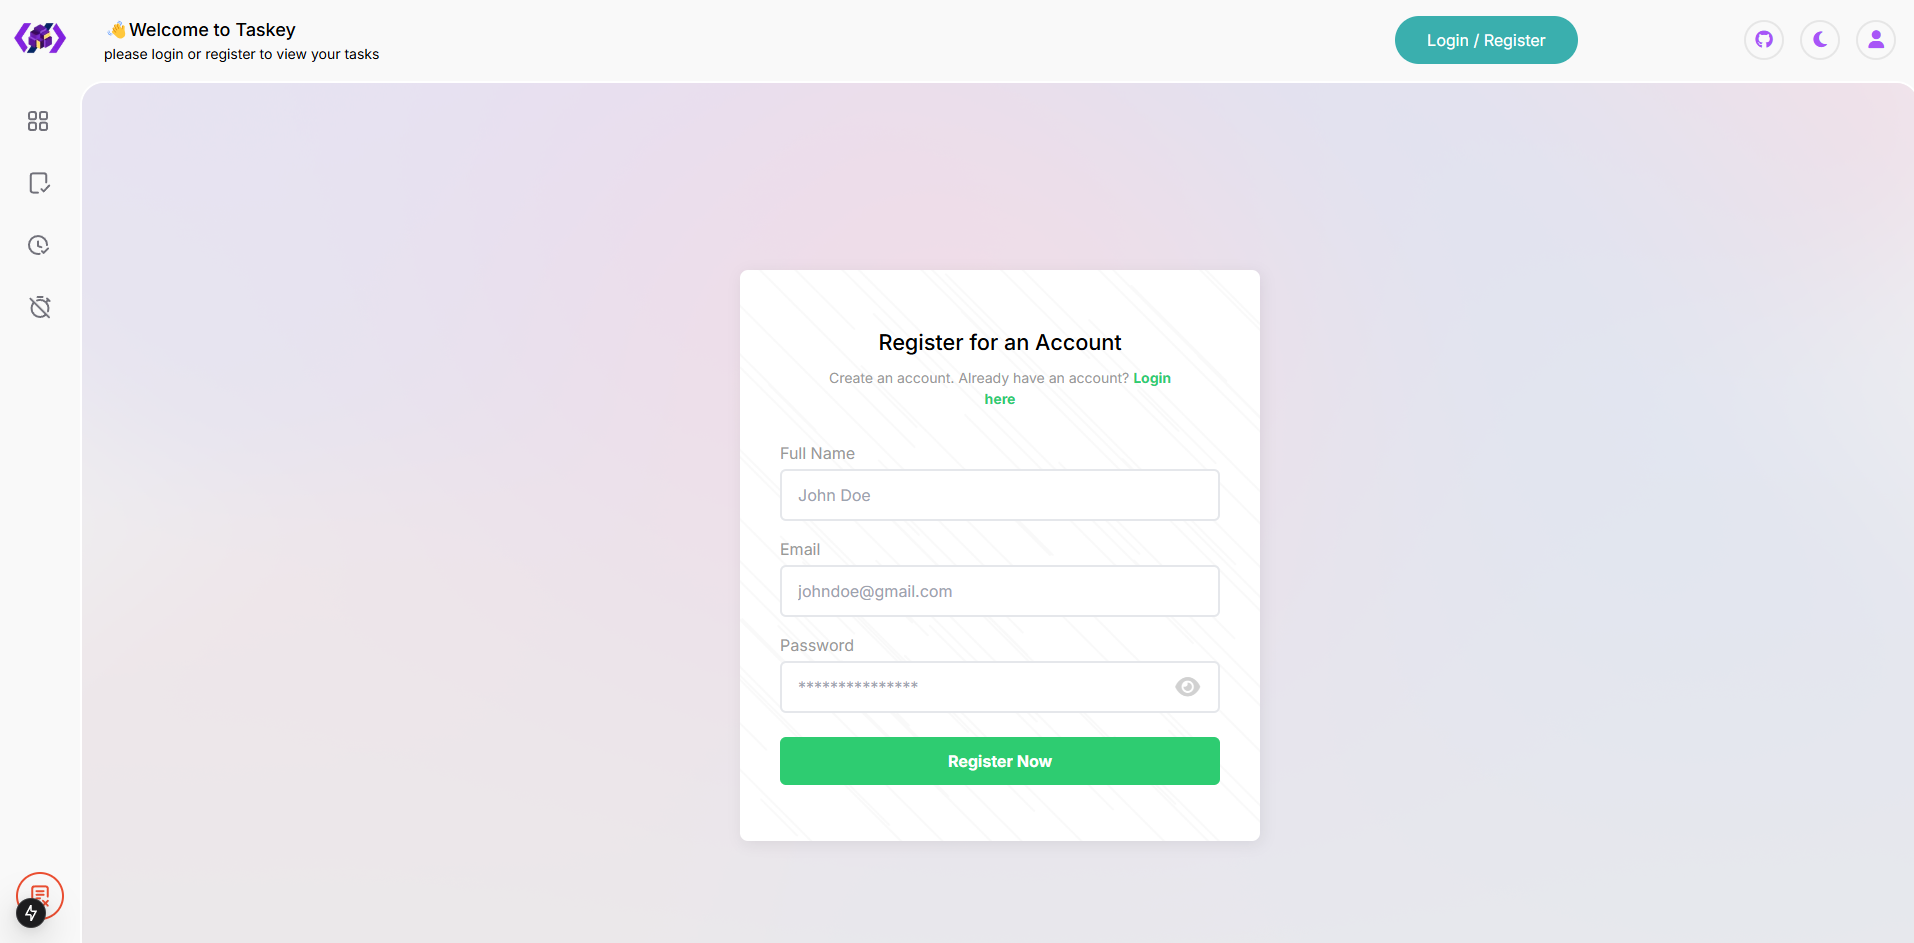 👋Welcome to Taskey
please login or register to view your tasks
Login / Register
Register for an Account
Create an account. Already have an account? Login
here
Full Name
John Doe
Email
johndoe@gmail.com
Password
***************
Register Now